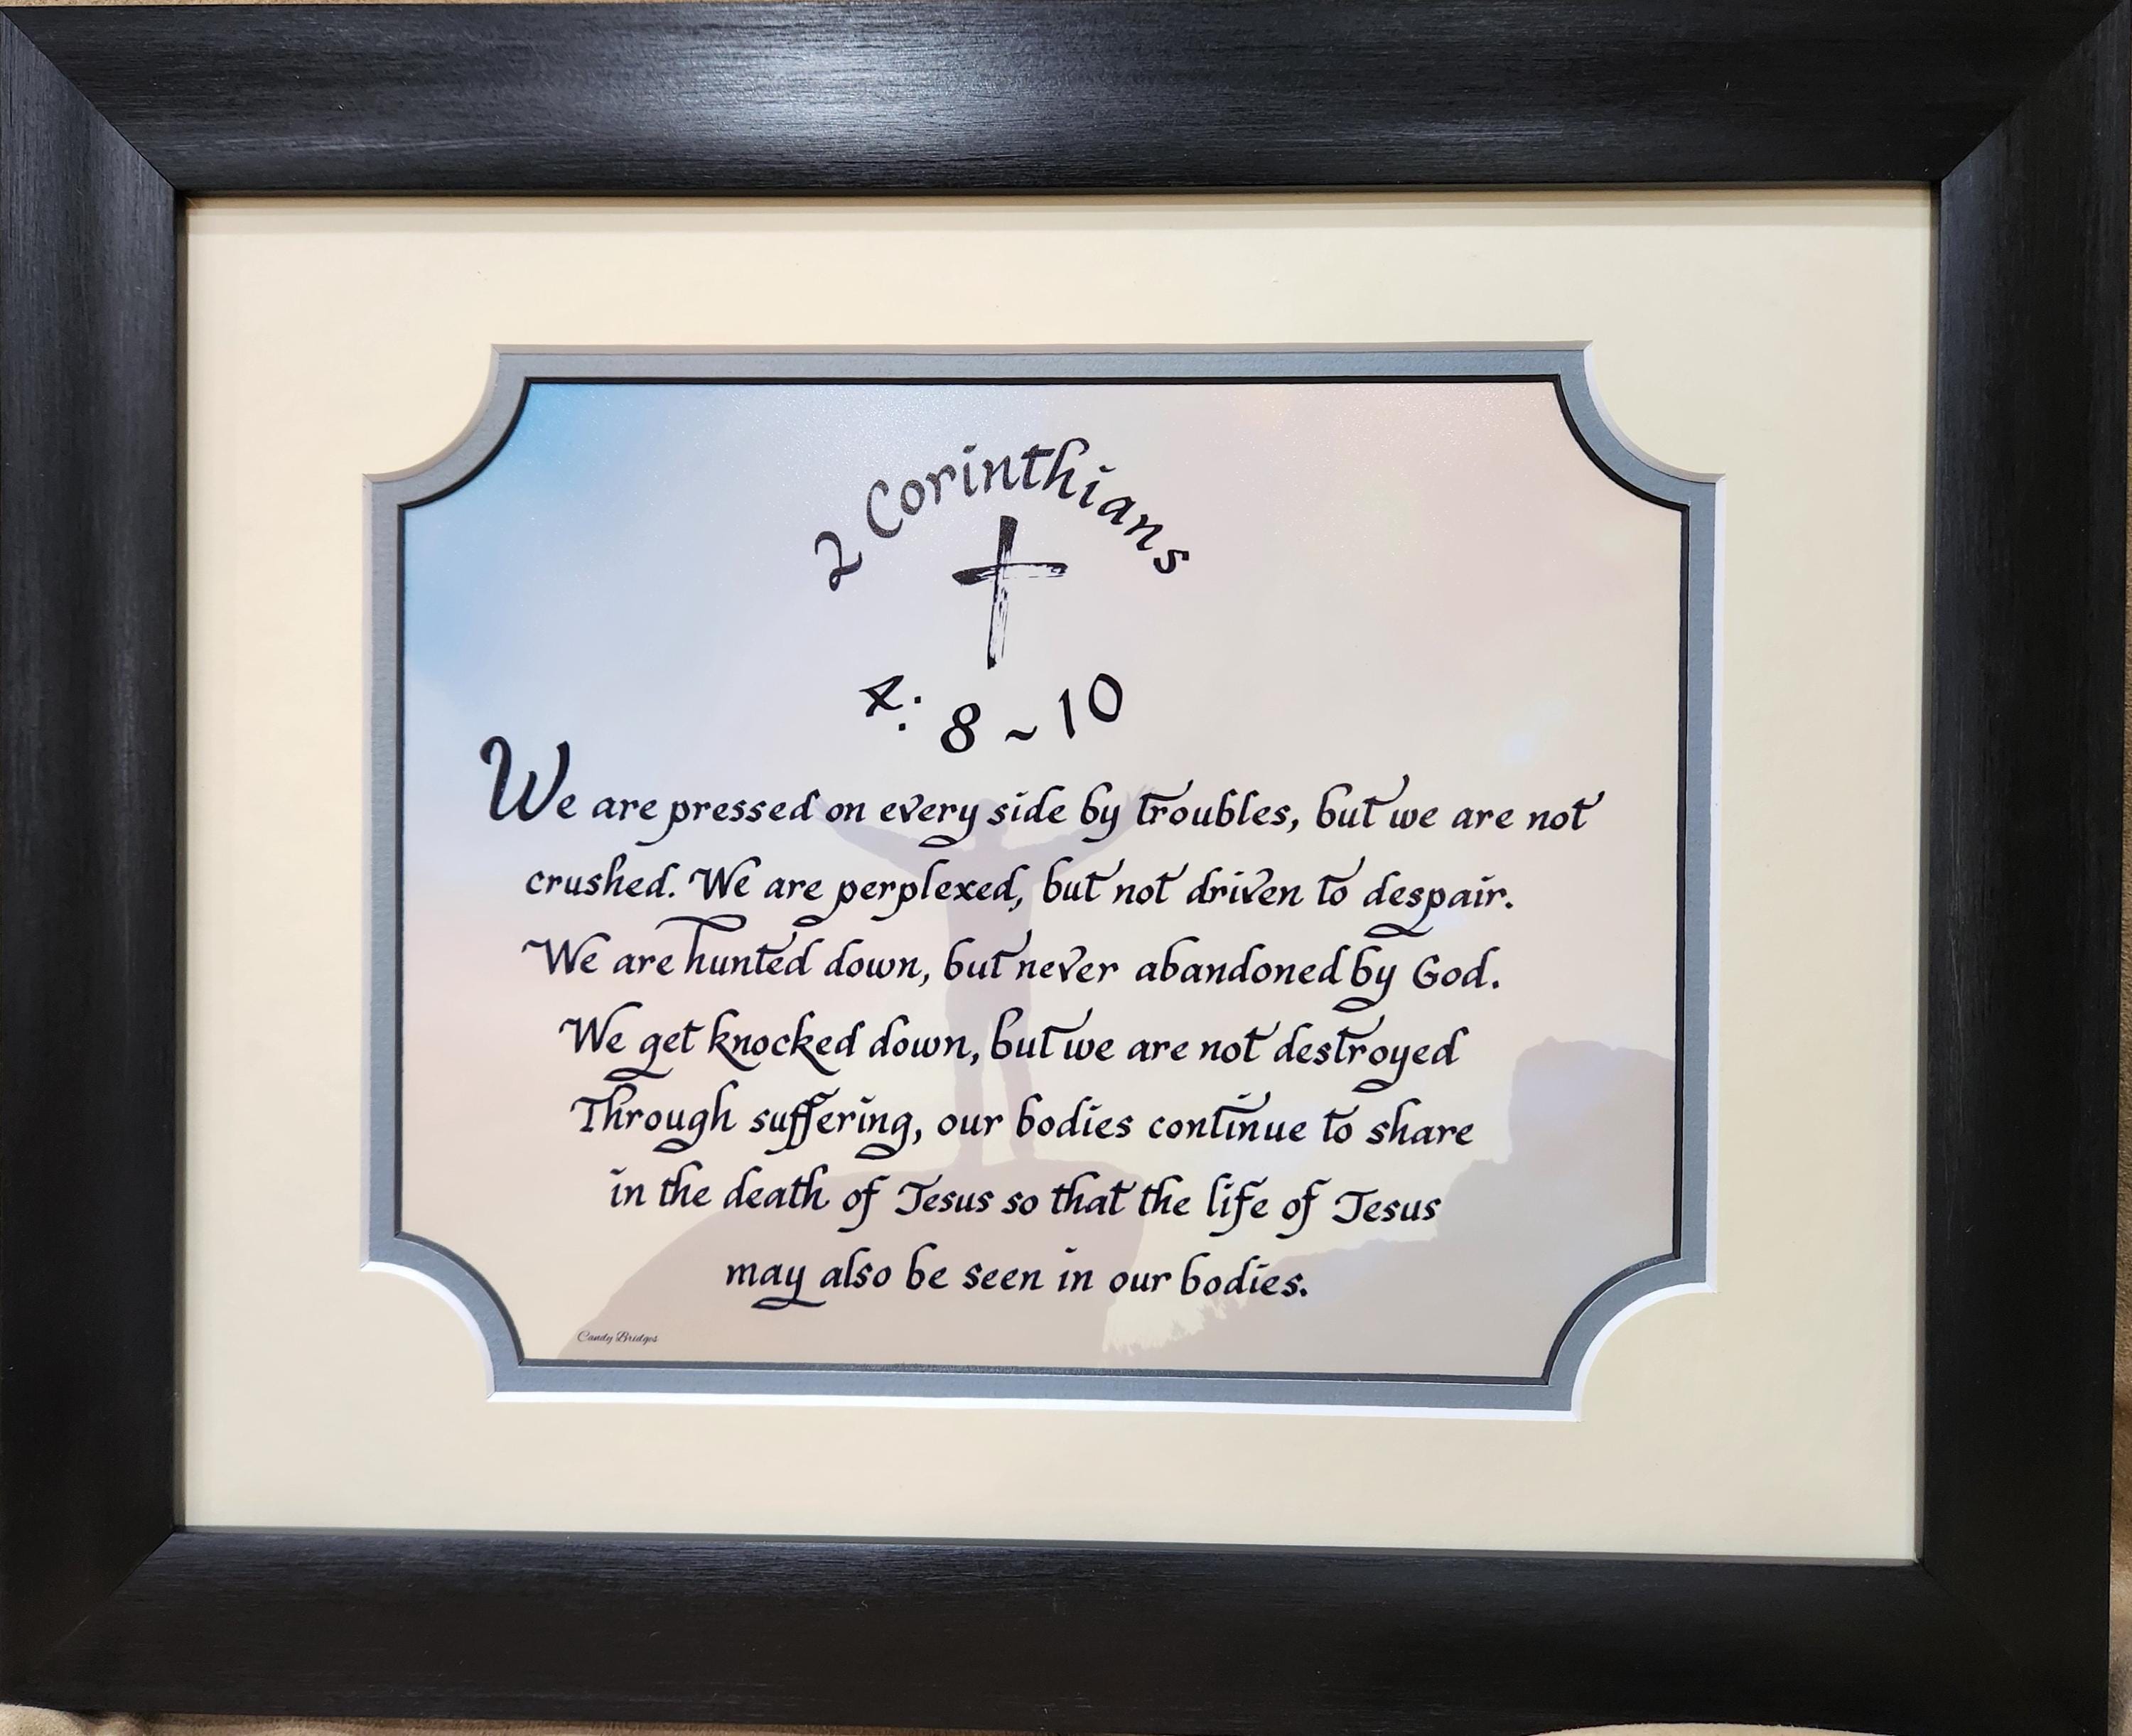 2 Corinthians
4:8~10
We are pressed on every side by troubles, but we are not
crushed. We are perplexed, but not driven to despair.
We are hunted down, but never abandoned by God.
We get knocked down, but we are not destroyed
Through suffering, our bodies continue to share
in the death of Jesus so that the life of Jesus
may also be seen in our bodies.
Candy Bridges